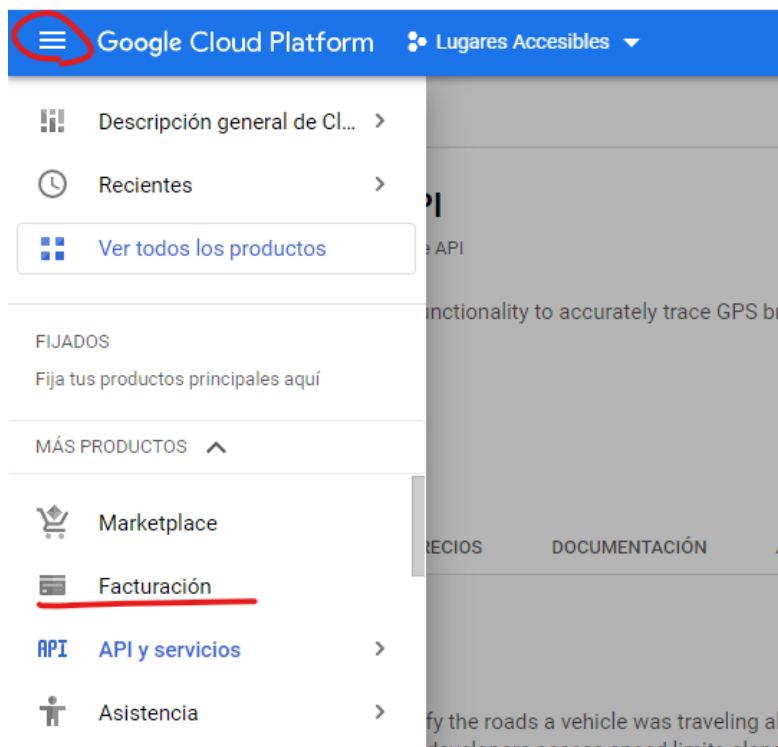 Google Cloud Platform
Lugares Accesibles
Descripción general de Cl...
Recientes
PI
Ver todos los productos
API
unctionality to accurately trace GPS
FIJADOS
Fija tus productos principales aquí
MÁS PRODUCTOS
Marketplace
RECIOS
DOCUMENTACIÓN
Facturación
API
API y servicios
Asistencia
fy the roads a vehicle was traveling